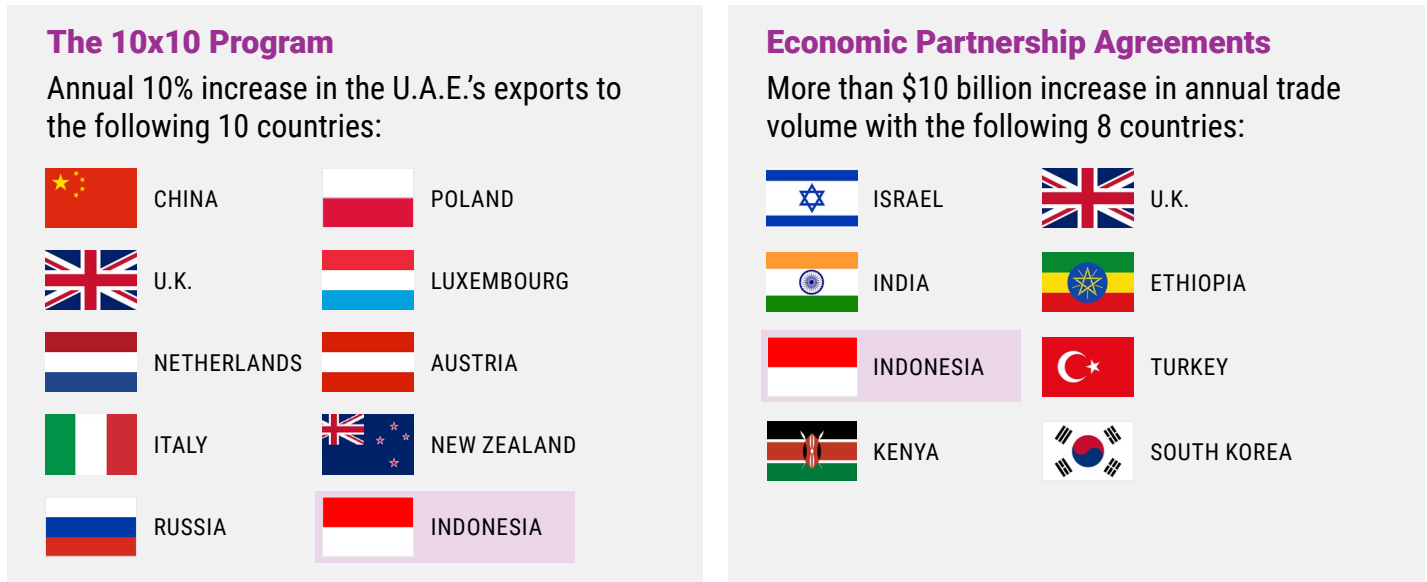 The 10x10 Program
Annual 10% increase in the U.A.E.'s exports to
the following 10 countries:
CHINA
POLAND
U.K.
LUXEMBOURG
NETHERLANDS
AUSTRIA
ITALY
NEW ZEALAND
RUSSIA
INDONESIA
Economic Partnership Agreements
More than $10 billion increase in annual trade
volume with the following 8 countries:
ISRAEL
U.K.
INDIA
ETHIOPIA
INDONESIA
TURKEY
KENYA
SOUTH KOREA